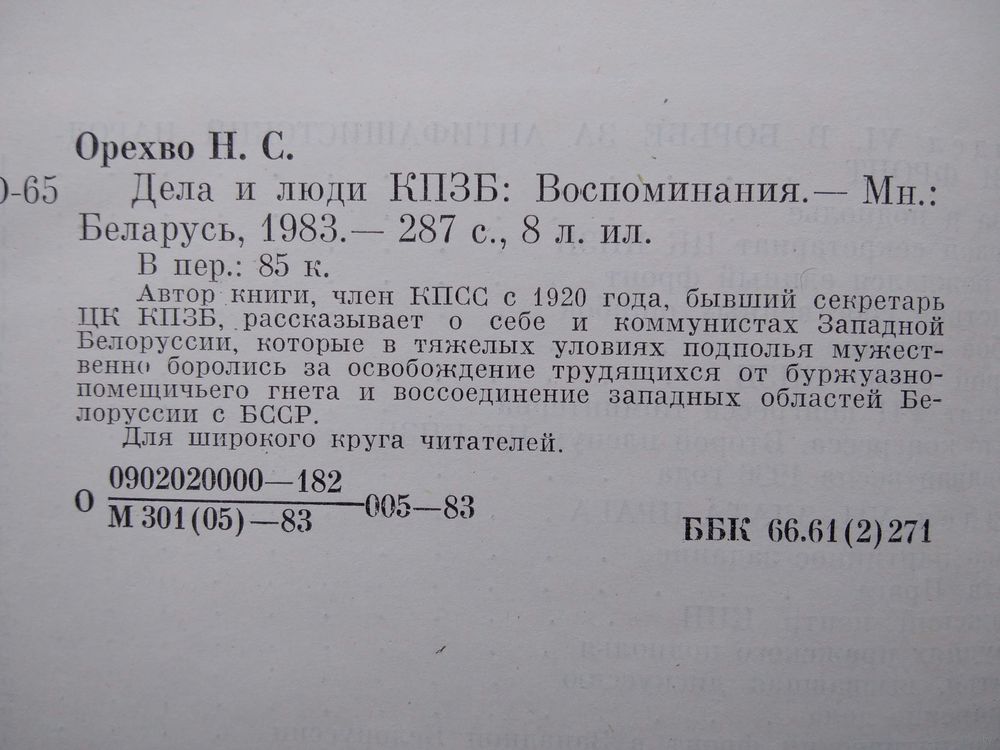 Орехво Н. С.
О-65 Дела и люди КПЗБ: Воспоминания.— Мн.:
Беларусь, 1983.— 287 с., 8 л. ил.
В пер.: 85 к.
Автор книги, член КПСС с 1920 года, бывший секретарь
ЦК КПЗБ, рассказывает о себе и коммунистах Западной
Белоруссии, которые в тяжелых уловиях подполья мужест-
венно боролись за освобождение трудящихся от буржуазно-
помещичьего гнета и воссоединение западных областей Бе-
лоруссии с БССР.
Для широкого круга читателей.
О 0902020000—182
М 301(05)—83 005—83
ББК 66.61(2)271